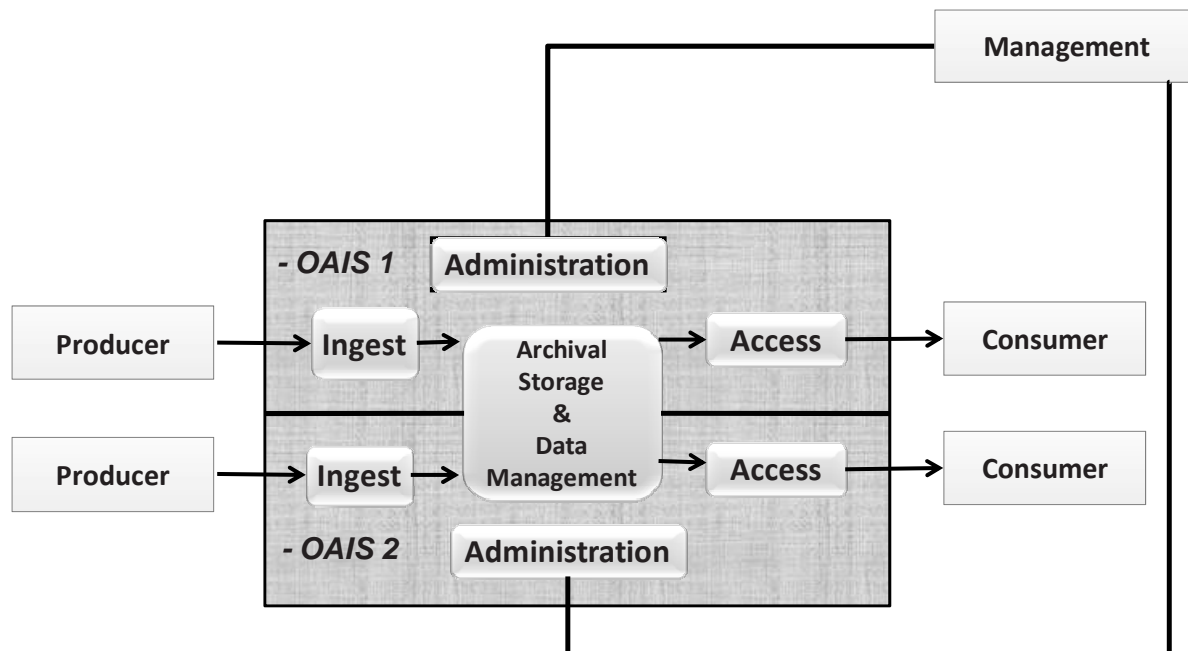 Management
- OAIS 1
Administration
Producer
Ingest
Archival
Storage
&
Data
Management
Access
Consumer
Producer
Ingest
Access
Consumer
- OAIS 2
Administration